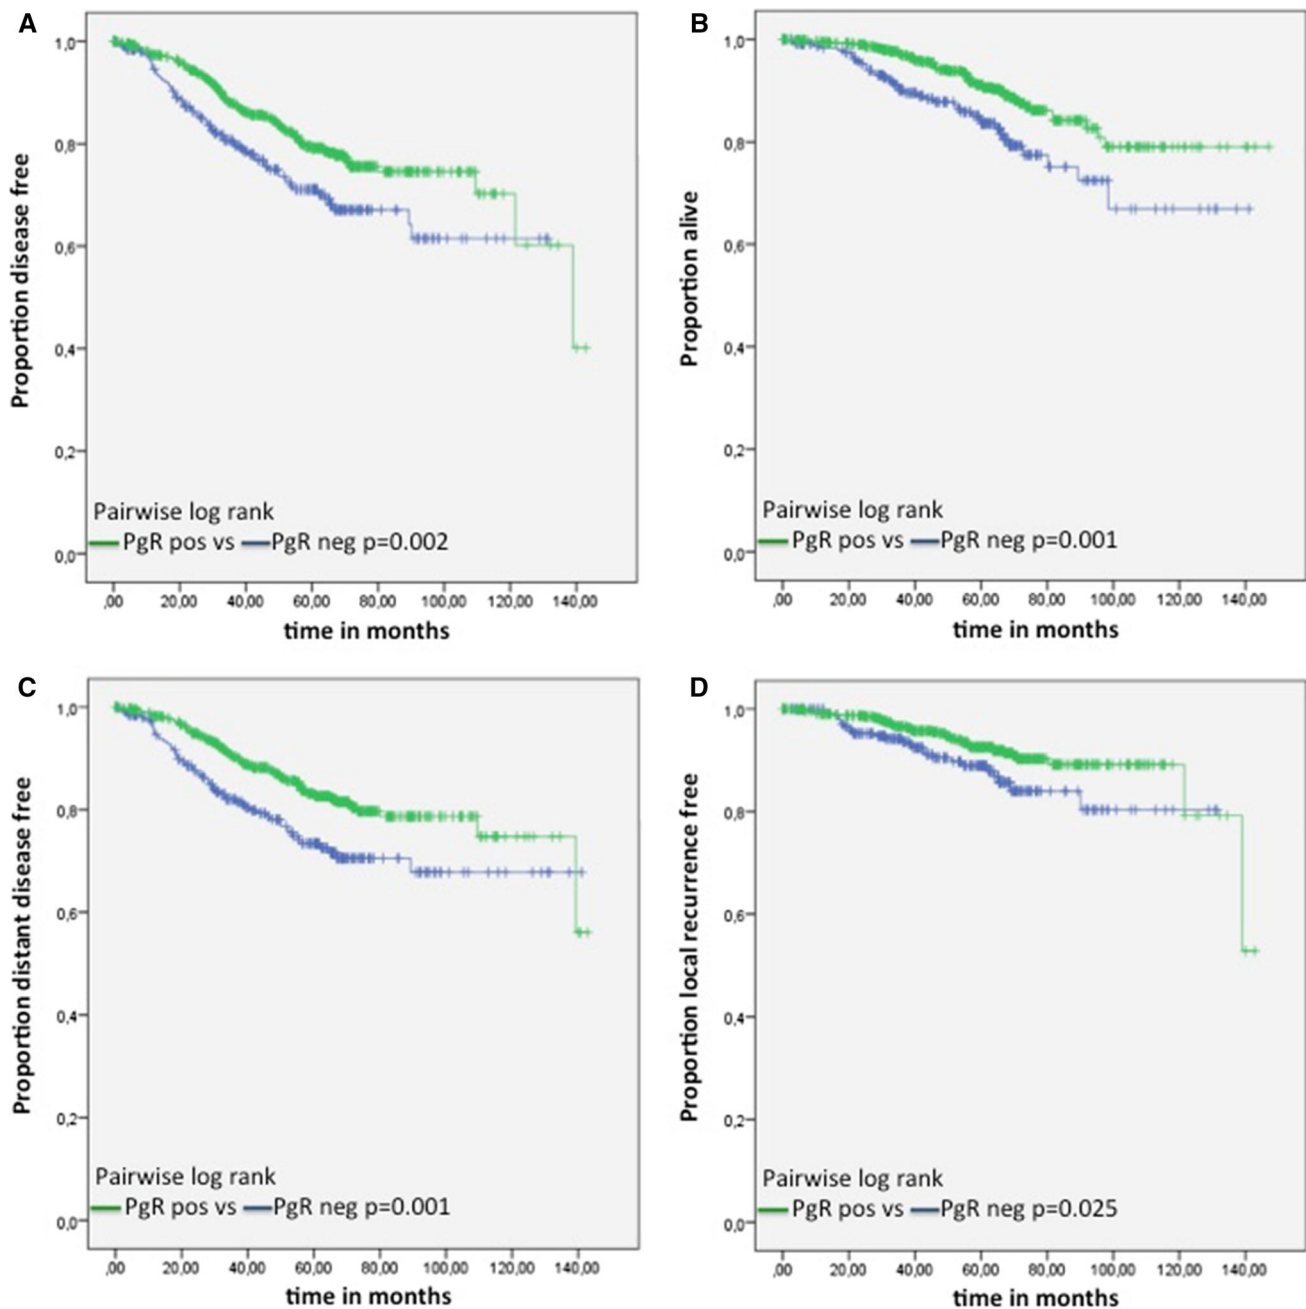 A
Proportion disease free
1,0
0,8
0,6
0,4
0,2
0,0
Pairwise log rank
PgR pos vs PgR neg p=0.002
,00 20,00 40,00 60,00 80,00 100,00 120,00 140,00
time in months
B
Proportion alive
1,0
0,8
0,6
0,4
0,2
0,0
Pairwise log rank
PgR pos vs PgR neg p=0.001
,00 20,00 40,00 60,00 80,00 100,00 120,00 140,00
time in months
C
Proportion distant disease free
1,0
0,8
0,6
0,4
0,2
0,0
Pairwise log rank
PgR pos vs PgR neg p=0.001
,00 20,00 40,00 60,00 80,00 100,00 120,00 140,00
time in months
D
Proportion local recurrence free
1,0
0,8
0,6
0,4
0,2
0,0
Pairwise log rank
PgR pos vs PgR neg p=0.025
,00 20,00 40,00 60,00 80,00 100,00 120,00 140,00
time in months